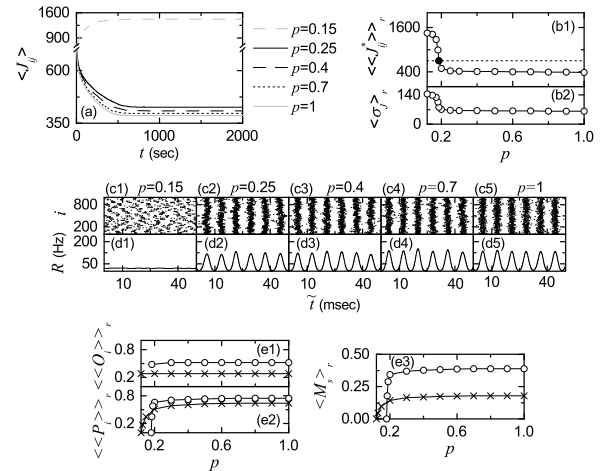 1600
900
600
350
<J_ij>
(a)
0
1000
2000
t (sec)
p=0.15
p=0.25
p=0.4
p=0.7
p=1
1600
400
<<J*_ij>>_r
(b1)
140
0
<σ_J>_r
(b2)
0.2
0.6
1.0
p
(c1) p=0.15
(c2) p=0.25
(c3) p=0.4
(c4) p=0.7
(c5) p=1
800
200
i
200
50
R (Hz)
(d1)
(d2)
(d3)
(d4)
(d5)
10 40
10 40
10 40
10 40
10 40
t̃ (msec)
0.8
0.2
<<O_i>>_r
(e1)
0.8
0.2
<<P_i>>_r
(e2)
0.2
0.6
1.0
p
0.50
0.25
0.00
<M_s>_r
(e3)
0.2
0.6
1.0
p